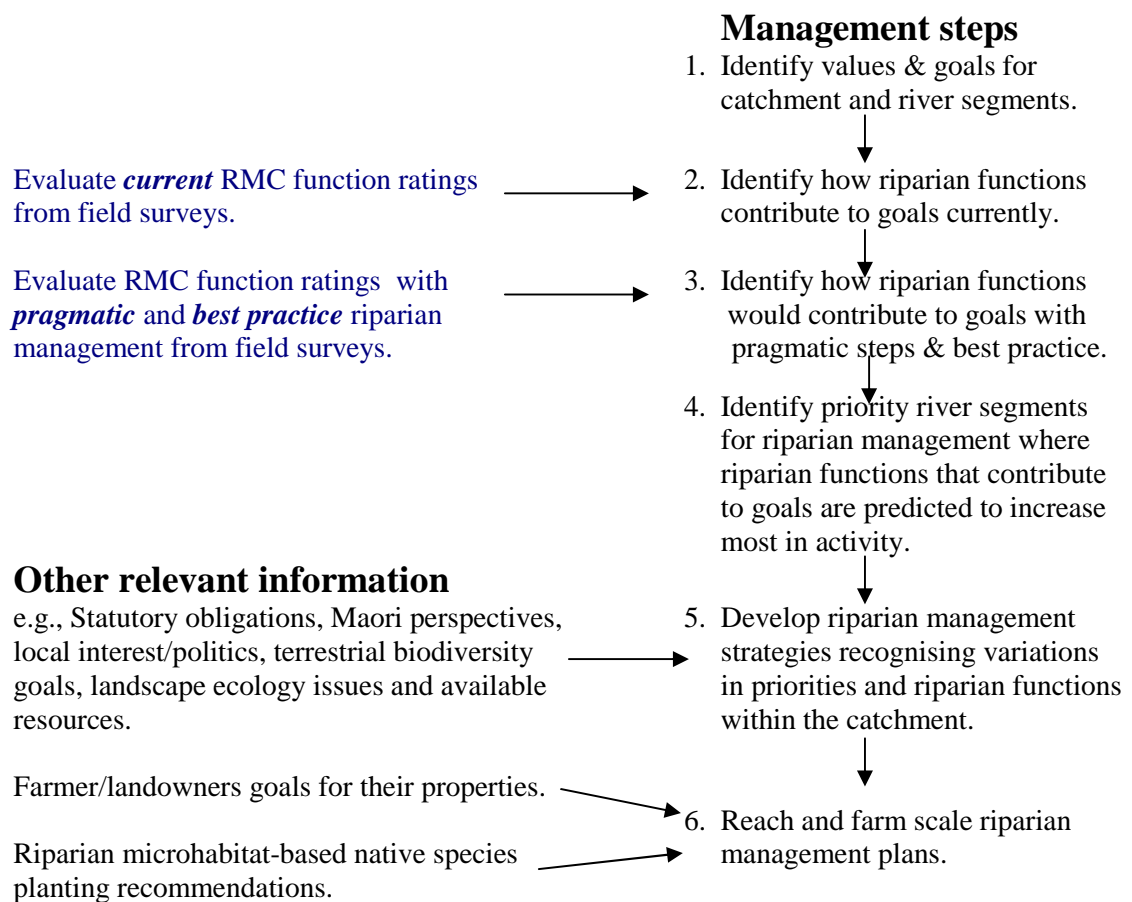 Management steps
1. Identify values & goals for
catchment and river segments.
Evaluate current RMC function ratings
from field surveys.
2. Identify how riparian functions
contribute to goals currently.
Evaluate RMC function ratings with
pragmatic and best practice riparian
management from field surveys.
3. Identify how riparian functions
would contribute to goals with
pragmatic steps & best practice.
4. Identify priority river segments
for riparian management where
riparian functions that contribute
to goals are predicted to increase
most in activity.
Other relevant information
e.g., Statutory obligations, Maori perspectives,
local interest/politics, terrestrial biodiversity
goals, landscape ecology issues and available
resources.
5. Develop riparian management
strategies recognising variations
in priorities and riparian functions
within the catchment.
Farmer/landowners goals for their properties.
Riparian microhabitat-based native species
planting recommendations.
6. Reach and farm scale riparian
management plans.